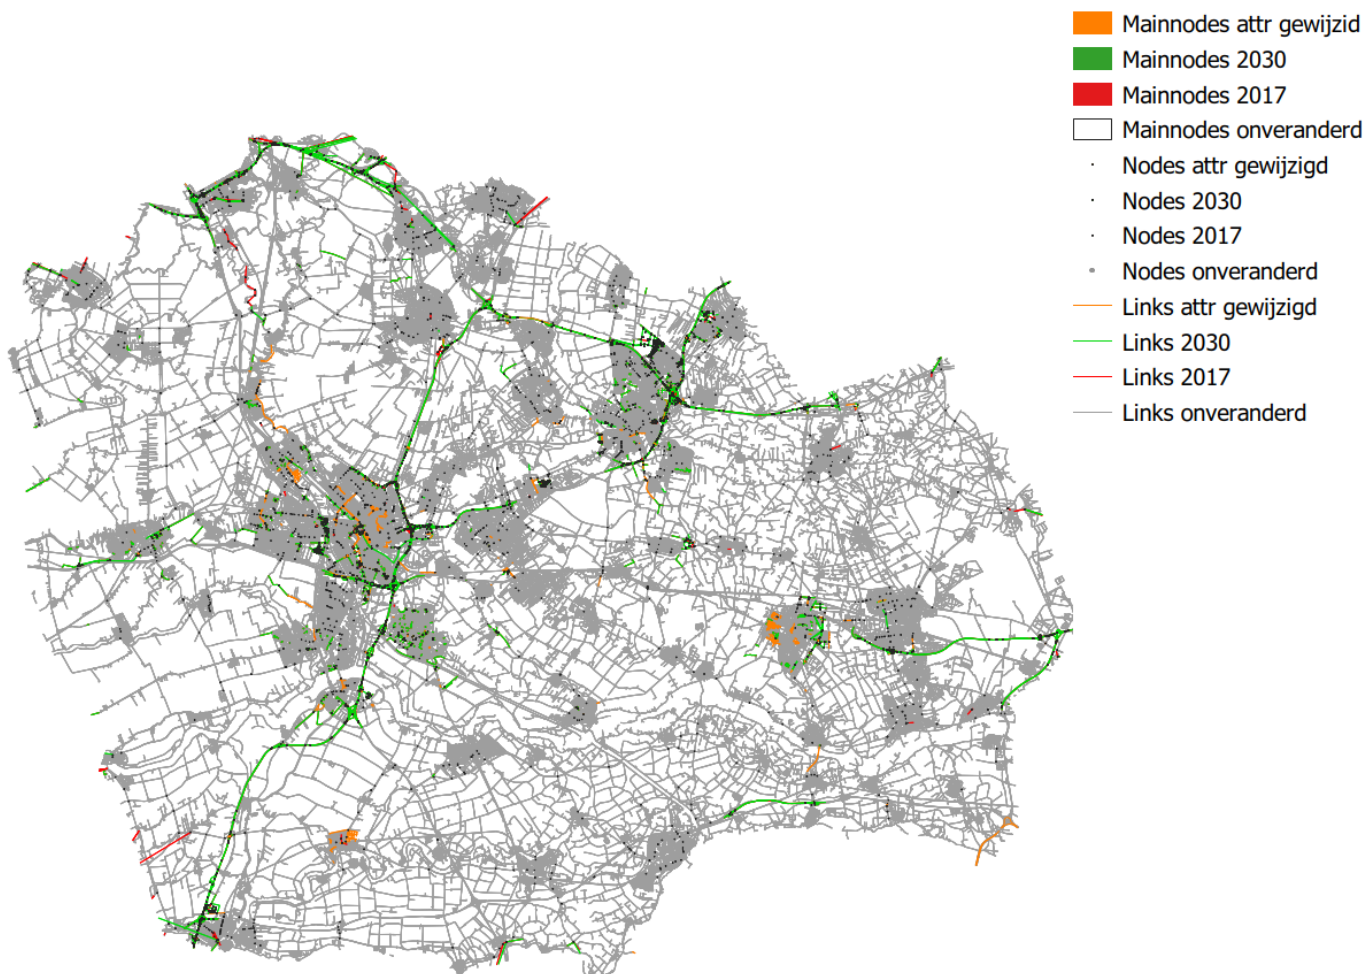 Mainnodes attr gewijzid
Mainnodes 2030
Mainnodes 2017
Mainnodes onveranderd
Nodes attr gewijzigd
Nodes 2030
Nodes 2017
Nodes onveranderd
Links attr gewijzigd
Links 2030
Links 2017
Links onveranderd